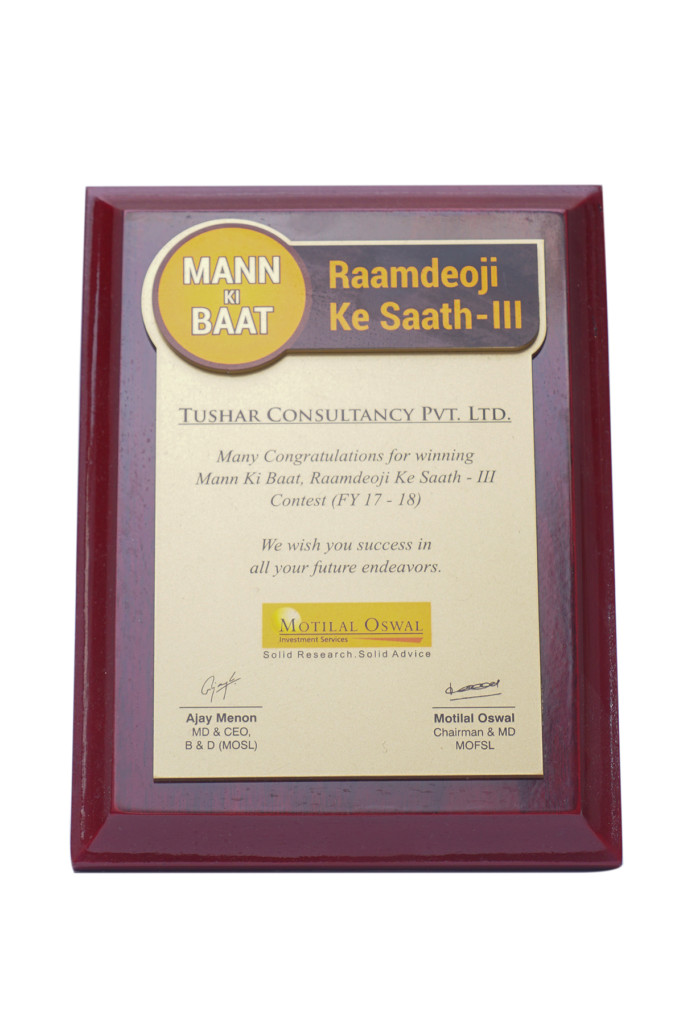 MANN
KI
BAAT
Raamdeoji
Ke Saath-III
TUSHAR CONSULTANCY PVT. LTD.
Many Congratulations for winning
Mann Ki Baat, Raamdeoji Ke Saath - III
Contest (FY 17 - 18)
We wish you success in
all your future endeavors.
MOTILAL OSWAL
Investment Services
Solid Research.Solid Advice
Ajay Menon
MD & CEO,
B & D (MOSL)
Motilal Oswal
Chairman & MD
MOFSL